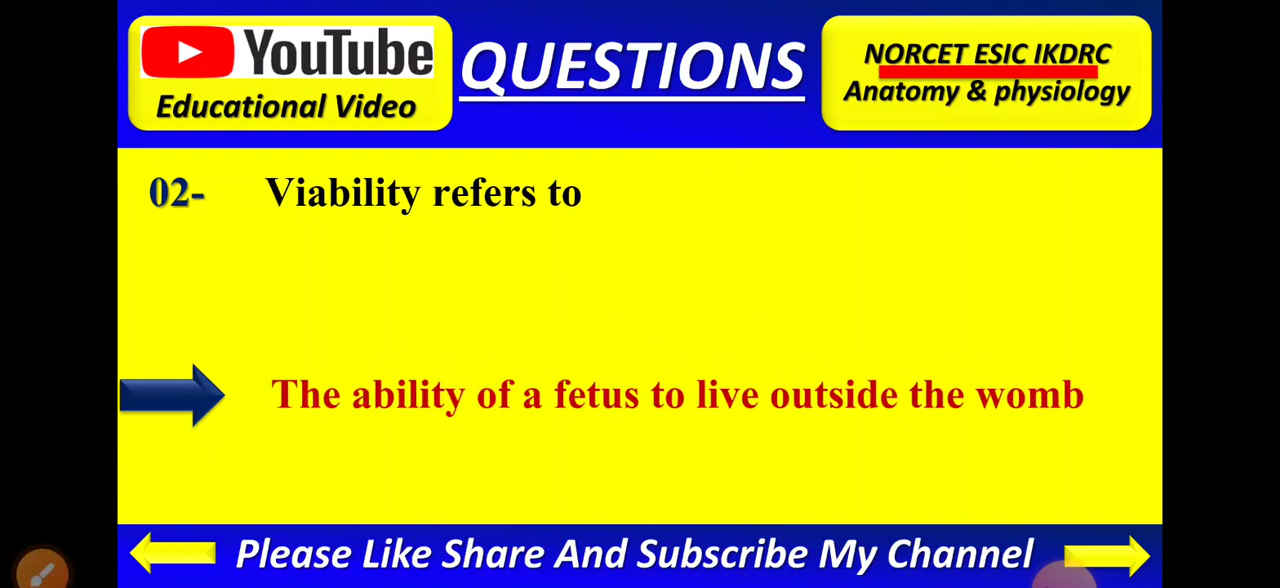 YouTube
Educational Video
QUESTIONS
NORCET ESIC IKDRC
Anatomy & physiology
02- Viability refers to
The ability of a fetus to live outside the womb
Please Like Share And Subscribe My Channel